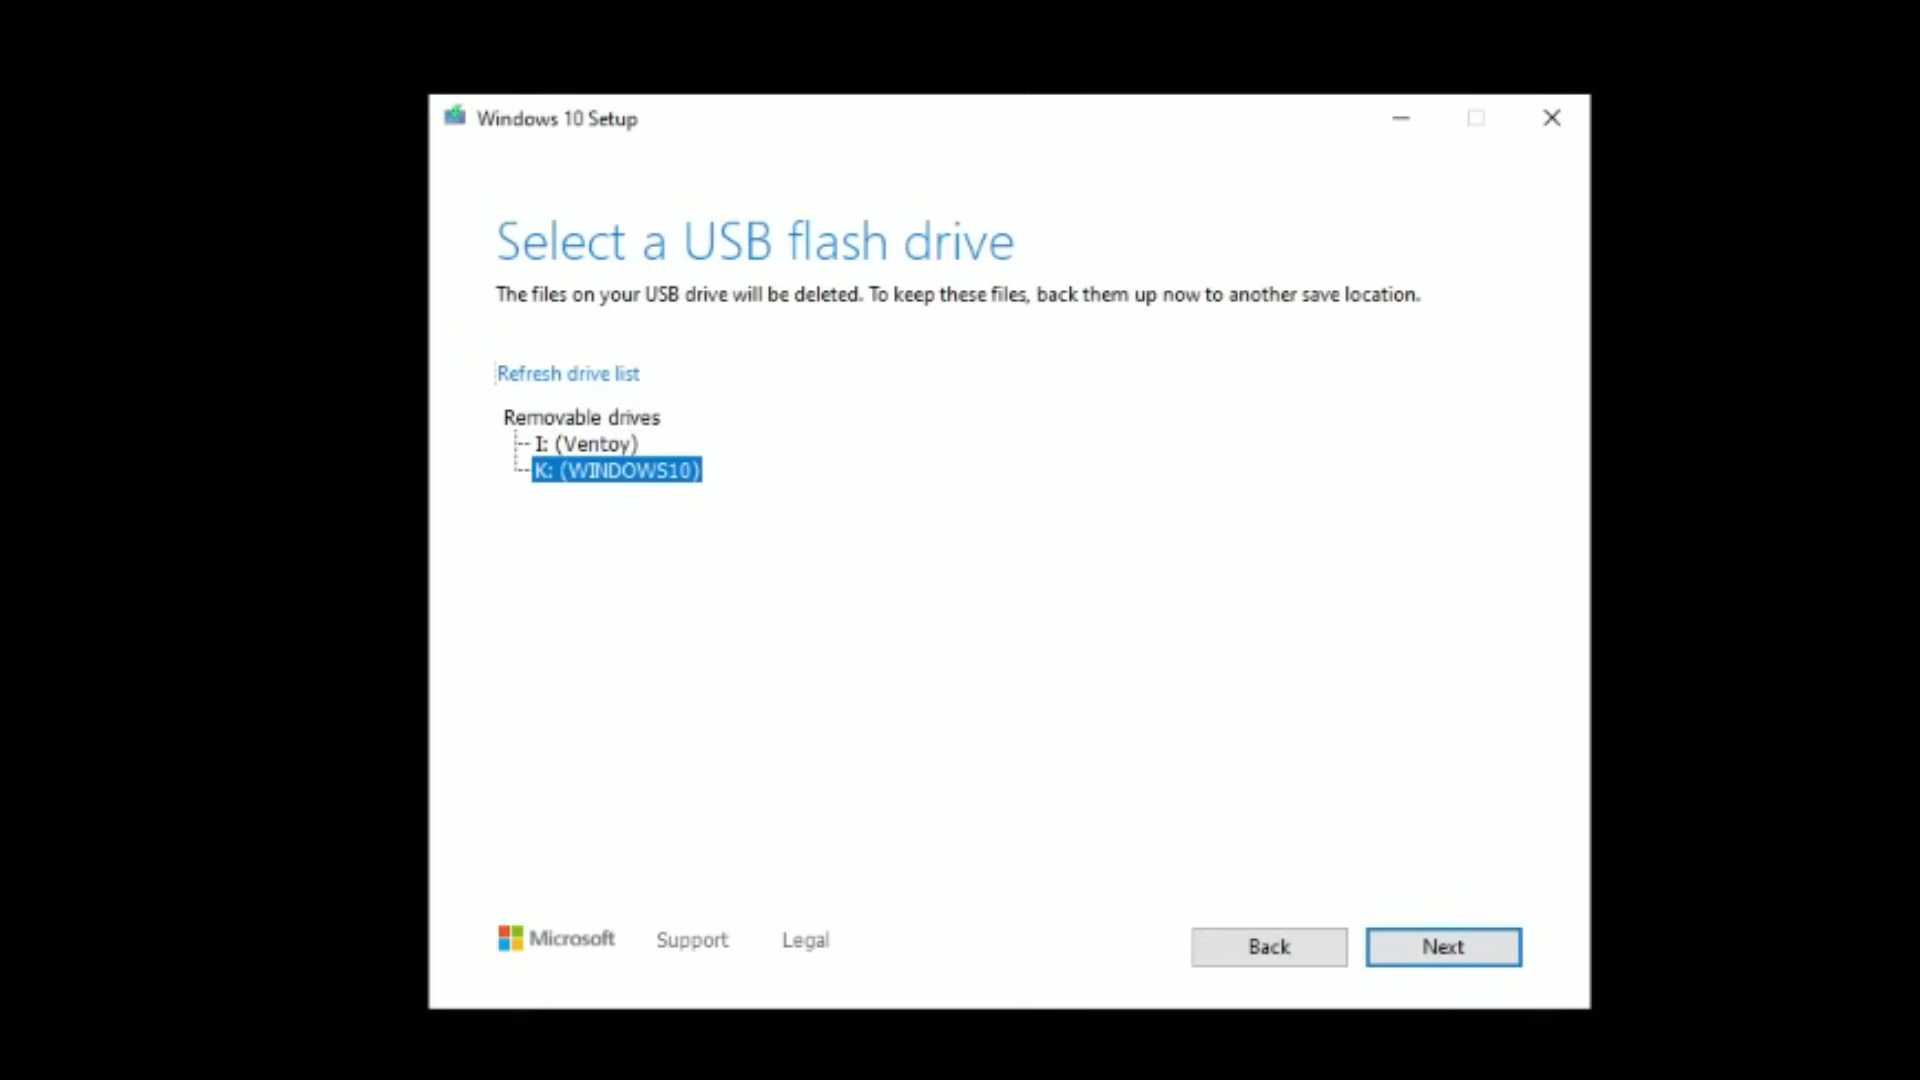 Windows 10 Setup
Select a USB flash drive
The files on your USB drive will be deleted. To keep these files, back them up now to another save location.
Refresh drive list
Removable drives
I: (Ventoy)
K: (WINDOWS10)
Microsoft Support Legal Back Next